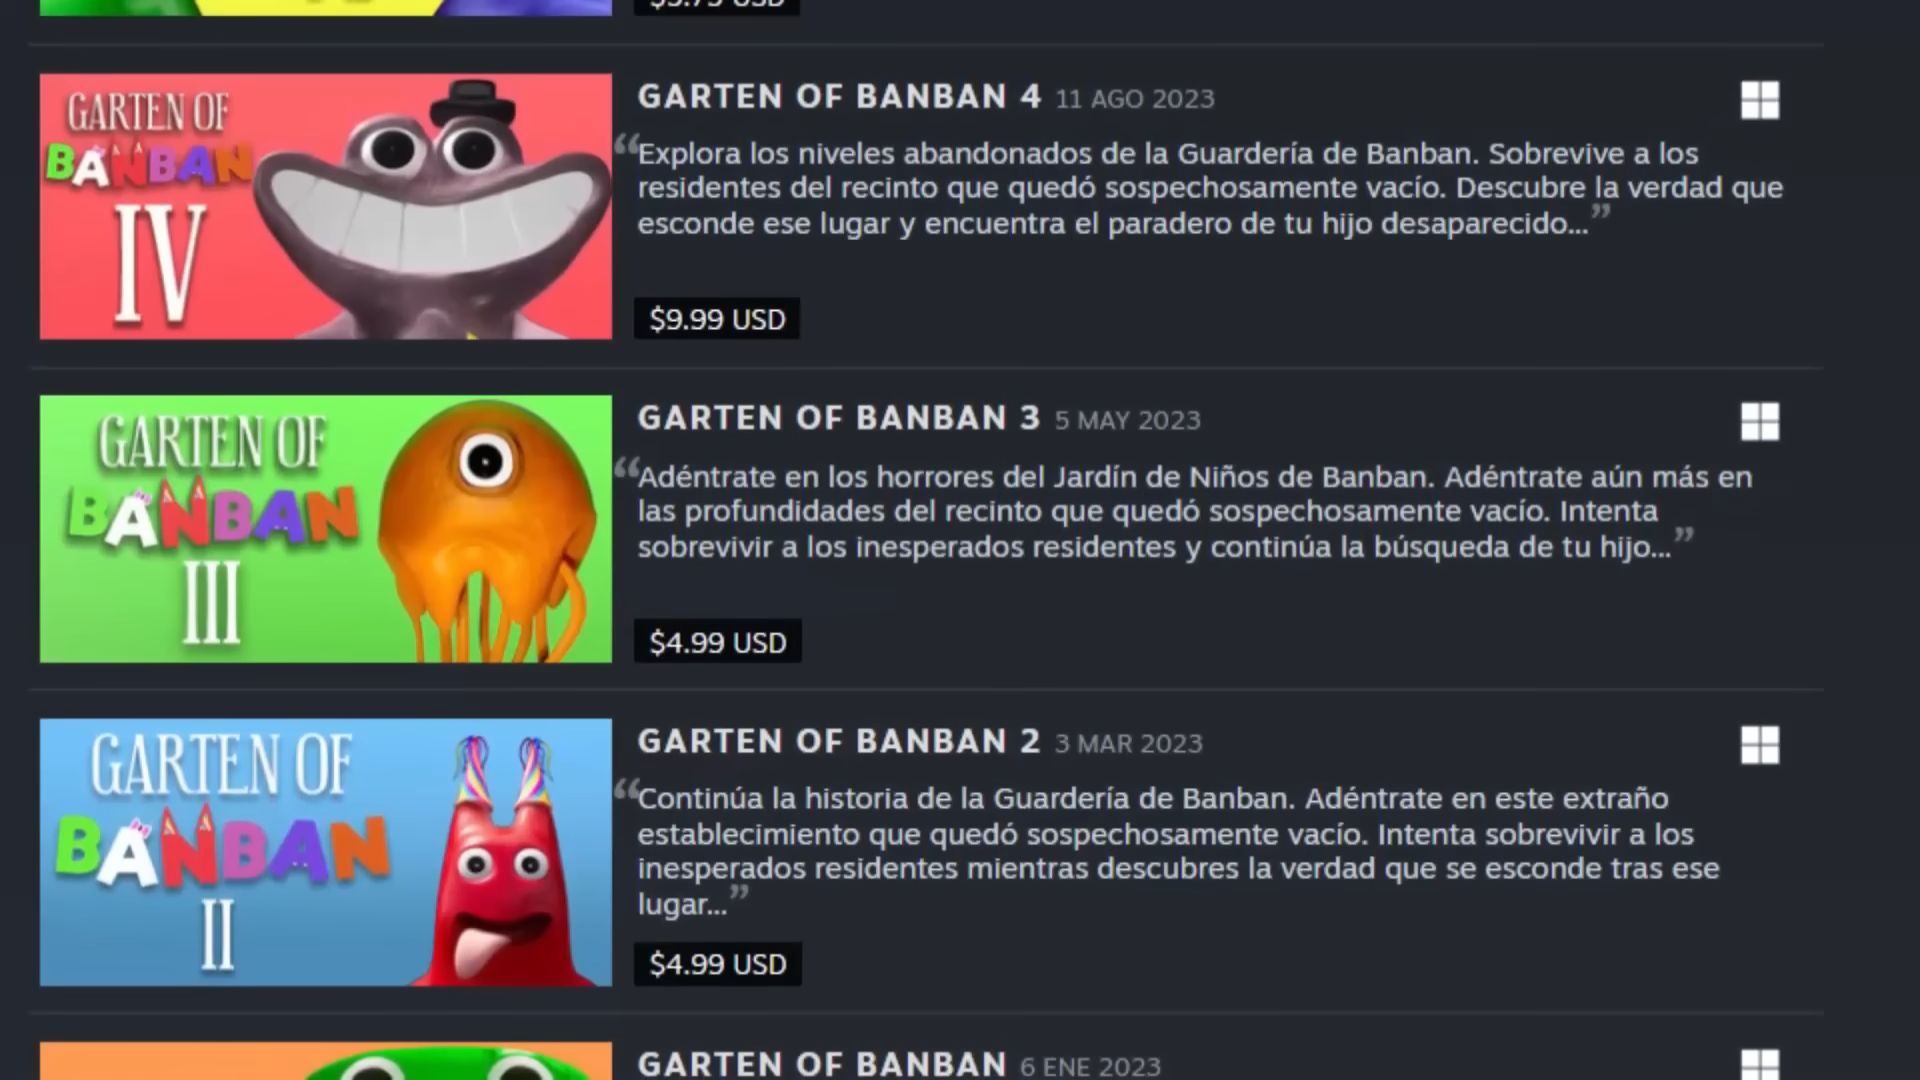 $5.79 USD
GARTEN OF
BANBAN
IV
GARTEN OF BANBAN 4 11 AGO 2023
“Explora los niveles abandonados de la Guardería de Banban. Sobrevive a los
residentes del recinto que quedó sospechosamente vacío. Descubre la verdad que
esconde ese lugar y encuentra el paradero de tu hijo desaparecido...”
$9.99 USD
GARTEN OF
BANBAN
III
GARTEN OF BANBAN 3 5 MAY 2023
“Adéntrate en los horrores del Jardín de Niños de Banban. Adéntrate aún más en
las profundidades del recinto que quedó sospechosamente vacío. Intenta
sobrevivir a los inesperados residentes y continúa la búsqueda de tu hijo...”
$4.99 USD
GARTEN OF
BANBAN
II
GARTEN OF BANBAN 2 3 MAR 2023
“Continúa la historia de la Guardería de Banban. Adéntrate en este extraño
establecimiento que quedó sospechosamente vacío. Intenta sobrevivir a los
inesperados residentes mientras descubres la verdad que se esconde tras ese
lugar...”
$4.99 USD
GARTEN OF BANBAN 6 ENE 2023